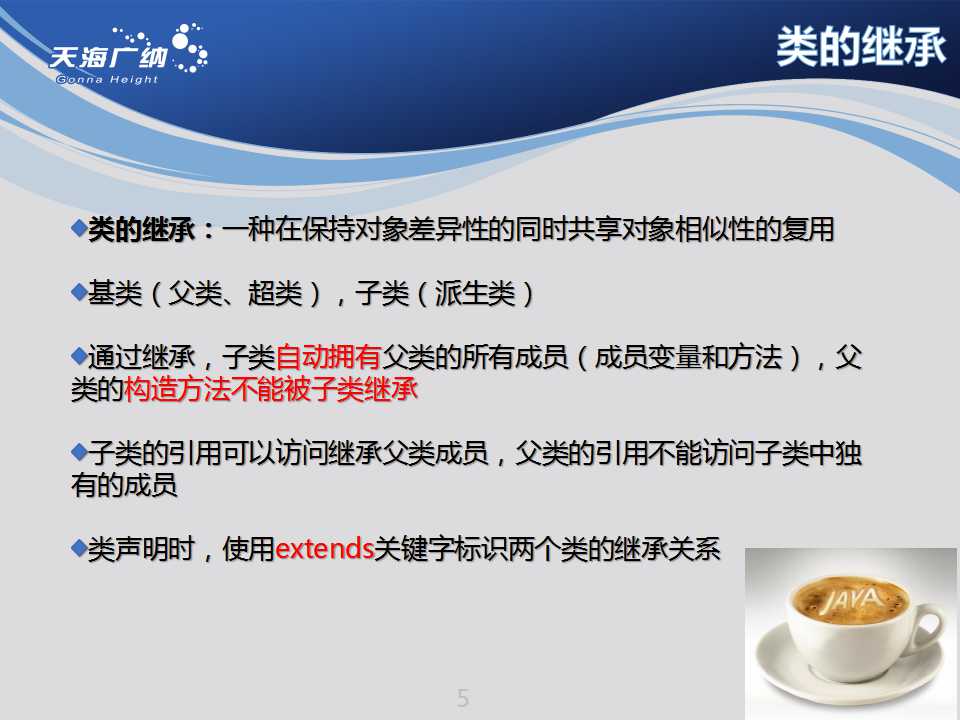 天海广纳
Gonna Height
类的继承
类的继承：一种在保持对象差异性的同时共享对象相似性的复用
基类（父类、超类），子类（派生类）
通过继承，子类自动拥有父类的所有成员（成员变量和方法），父
类的构造方法不能被子类继承
子类的引用可以访问继承父类成员，父类的引用不能访问子类中独
有的成员
类声明时，使用extends关键字标识两个类的继承关系
JAVA
5